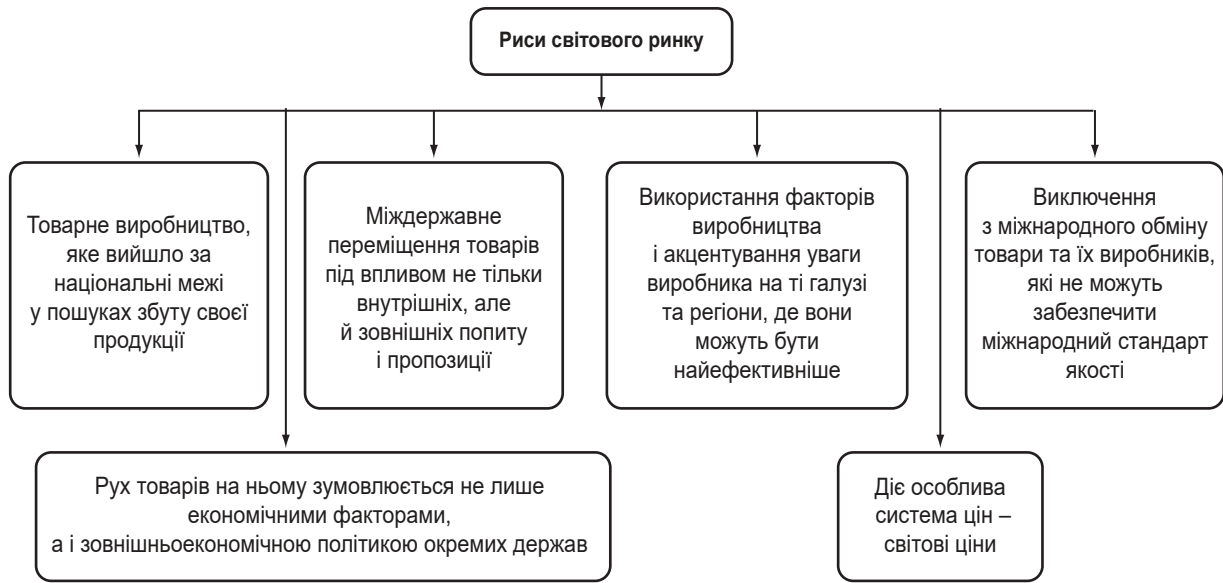 Риси світового ринку
Товарне виробництво,
яке вийшло за
національні межі
у пошуках збуту своєї
продукції
Міждержавне
переміщення товарів
під впливом не тільки
внутрішніх, але
й зовнішніх попиту
і пропозиції
Використання факторів
виробництва
і акцентування уваги
виробника на ті галузі
та регіони, де вони
можуть бути
найефективніше
Виключення
з міжнародного обміну
товари та їх виробників,
які не можуть
забезпечити
міжнародний стандарт
якості
Рух товарів на ньому зумовлюється не лише
економічними факторами,
а і зовнішньоекономічною політикою окремих держав
Діє особлива
система цін –
світові ціни